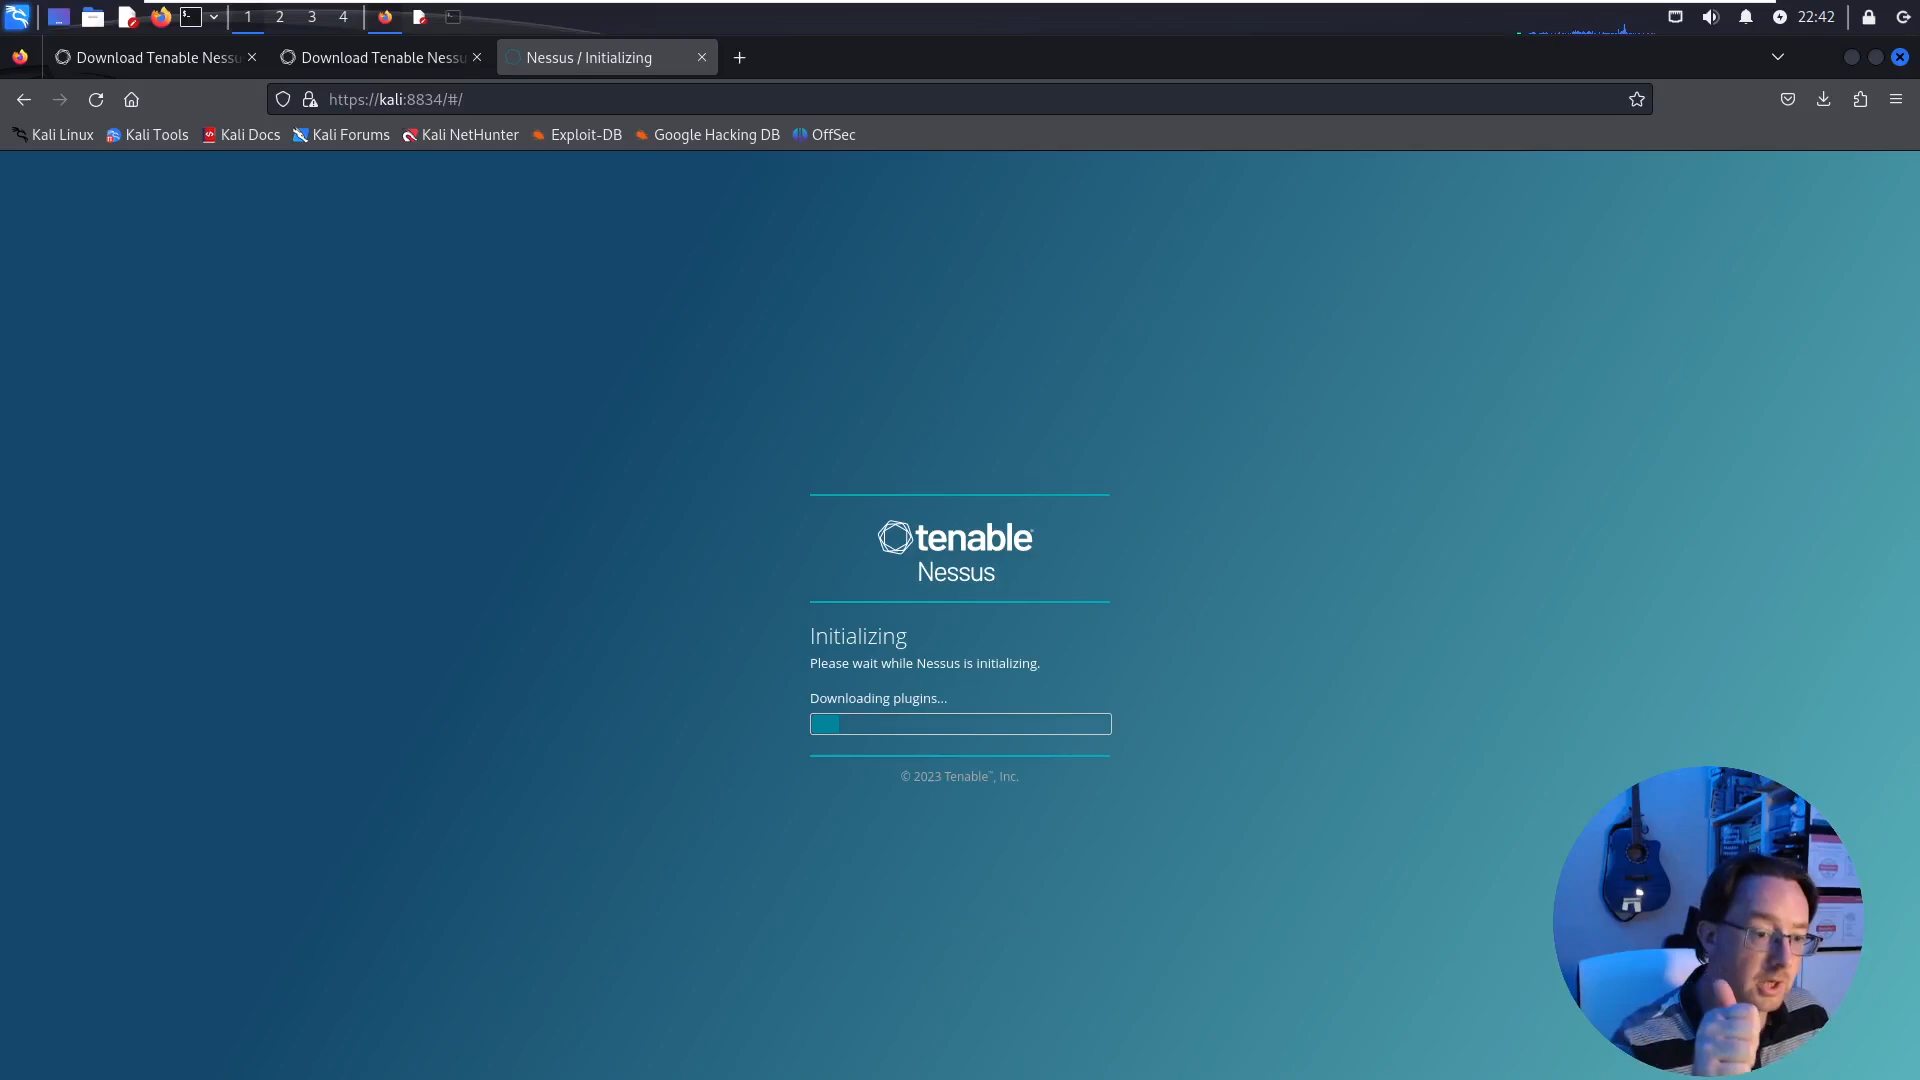 1 2 3 4
22:42
Download Tenable Nessu
Download Tenable Nessu
Nessus / Initializing
https://kali:8834/#/
Kali Linux
Kali Tools
Kali Docs
Kali Forums
Kali NetHunter
Exploit-DB
Google Hacking DB
OffSec
tenable
Nessus
Initializing
Please wait while Nessus is initializing.
Downloading plugins...
© 2023 Tenable™, Inc.